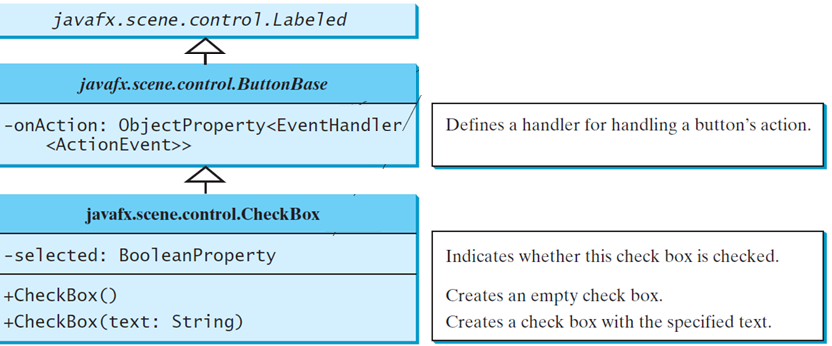 javafx.scene.control.Labeled
javafx.scene.control.ButtonBase
-onAction: ObjectProperty<EventHandler
<ActionEvent>>
Defines a handler for handling a button's action.
javafx.scene.control.CheckBox
-selected: BooleanProperty
Indicates whether this check box is checked.
+CheckBox()
Creates an empty check box.
+CheckBox(text: String)
Creates a check box with the specified text.